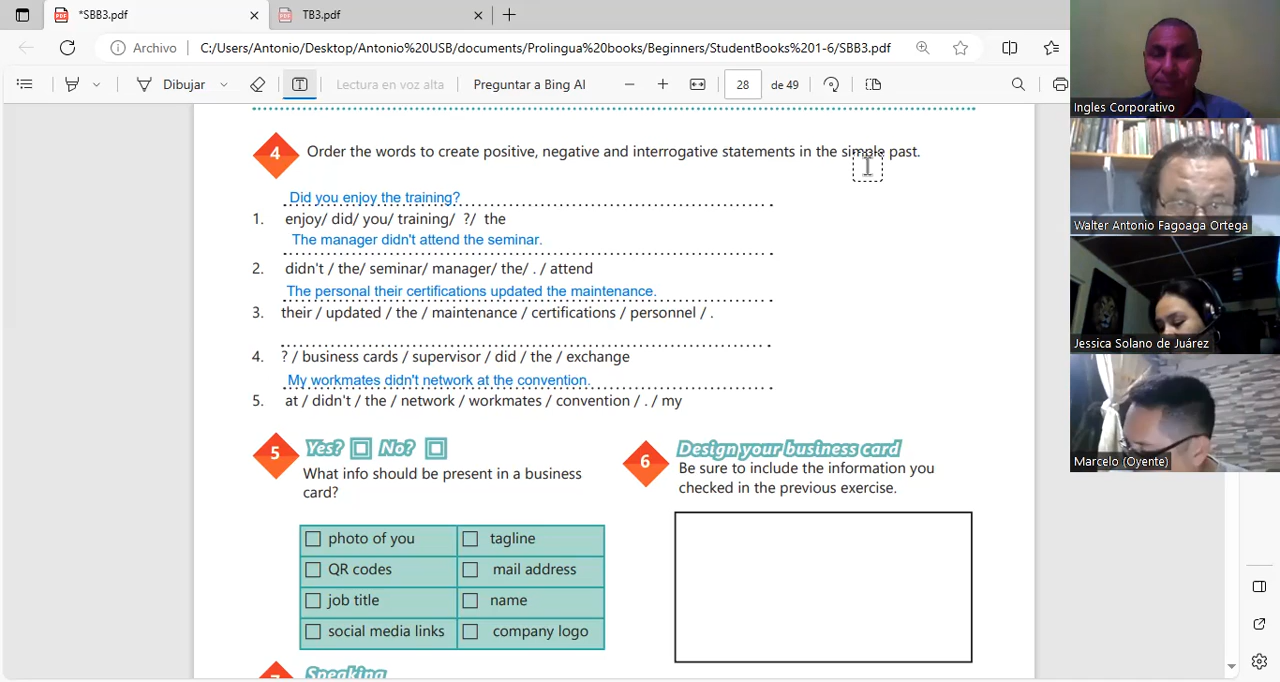 *SBB3.pdf
TB3.pdf
Archivo
C:/Users/Antonio/Desktop/Antonio%20USB/documents/Prolingua%20books/Beginners/StudentBooks%201-6/SBB3.pdf
Dibujar
Lectura en voz alta
Preguntar a Bing AI
28
de 49
4
Order the words to create positive, negative and interrogative statements in the simple past.
Did you enjoy the training?
1. enjoy/ did/ you/ training/ ?/ the
The manager didn't attend the seminar.
2. didn't / the/ seminar/ manager/ the/ . / attend
The personal their certifications updated the maintenance.
3. their / updated / the / maintenance / certifications / personnel / .
4. ? / business cards / supervisor / did / the / exchange
My workmates didn't network at the convention.
5. at / didn't / the / network / workmates / convention / . / my
5
Yes? No?
What info should be present in a business
card?
photo of you
tagline
QR codes
mail address
job title
name
social media links
company logo
6
Design your business card
Be sure to include the information you
checked in the previous exercise.
7
Speaking
Ingles Corporativo
Walter Antonio Fagoaga Ortega
Jessica Solano de Juárez
Marcelo (Oyente)